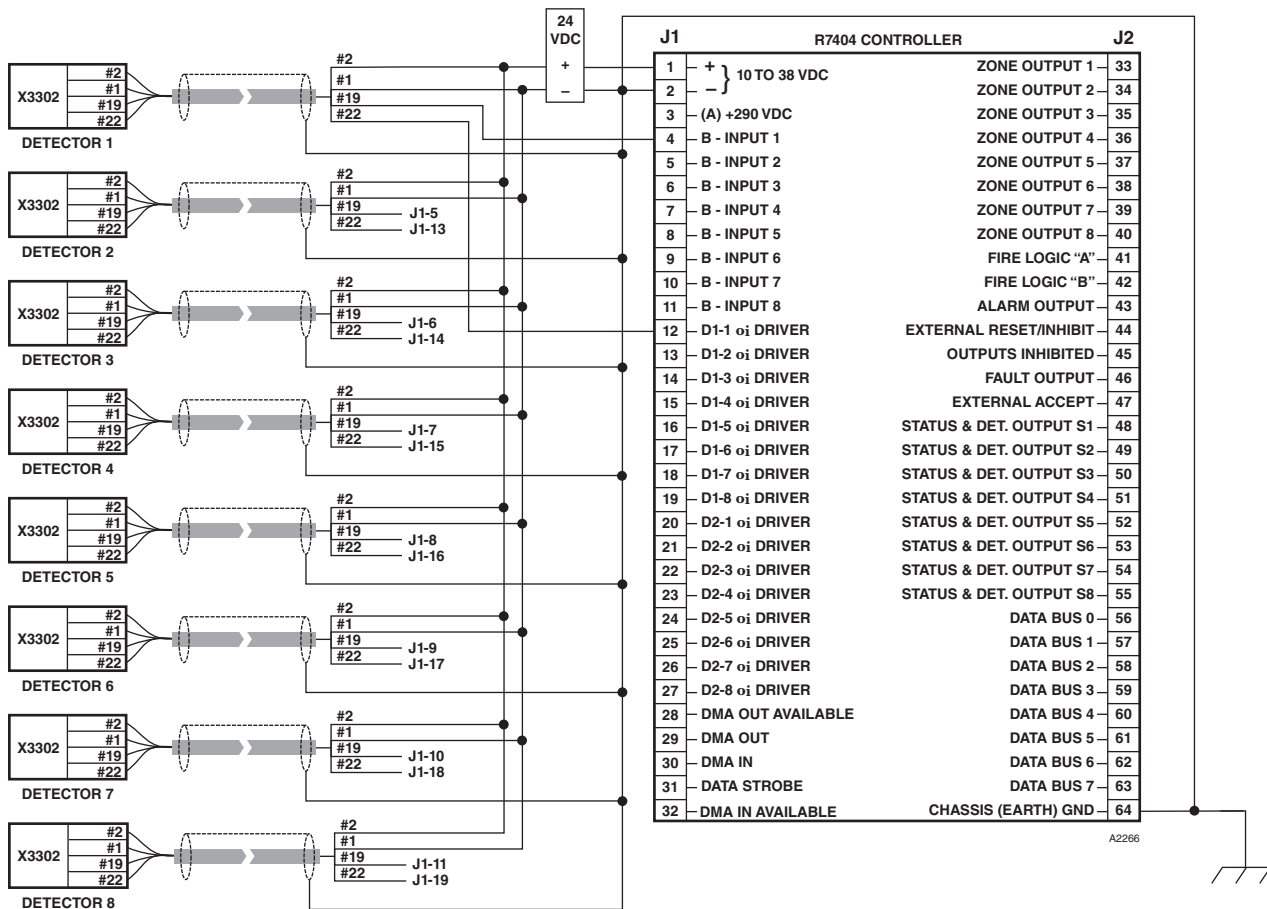 24
VDC
+
–
X3302
#2
#1
#19
#22
DETECTOR 1
#2
#1
#19
#22
X3302
#2
#1
#19
#22
DETECTOR 2
#2
#1
#19
#22
J1-5
J1-13
X3302
#2
#1
#19
#22
DETECTOR 3
#2
#1
#19
#22
J1-6
J1-14
X3302
#2
#1
#19
#22
DETECTOR 4
#2
#1
#19
#22
J1-7
J1-15
X3302
#2
#1
#19
#22
DETECTOR 5
#2
#1
#19
#22
J1-8
J1-16
X3302
#2
#1
#19
#22
DETECTOR 6
#2
#1
#19
#22
J1-9
J1-17
X3302
#2
#1
#19
#22
DETECTOR 7
#2
#1
#19
#22
J1-10
J1-18
X3302
#2
#1
#19
#22
DETECTOR 8
#2
#1
#19
#22
J1-11
J1-19
J1 R7404 CONTROLLER J2
1 + } 10 TO 38 VDC
2 –
3 (A) +290 VDC
4 B - INPUT 1
5 B - INPUT 2
6 B - INPUT 3
7 B - INPUT 4
8 B - INPUT 5
9 B - INPUT 6
10 B - INPUT 7
11 B - INPUT 8
12 D1-1 oi DRIVER
13 D1-2 oi DRIVER
14 D1-3 oi DRIVER
15 D1-4 oi DRIVER
16 D1-5 oi DRIVER
17 D1-6 oi DRIVER
18 D1-7 oi DRIVER
19 D1-8 oi DRIVER
20 D2-1 oi DRIVER
21 D2-2 oi DRIVER
22 D2-3 oi DRIVER
23 D2-4 oi DRIVER
24 D2-5 oi DRIVER
25 D2-6 oi DRIVER
26 D2-7 oi DRIVER
27 D2-8 oi DRIVER
28 DMA OUT AVAILABLE
29 DMA OUT
30 DMA IN
31 DATA STROBE
32 DMA IN AVAILABLE
ZONE OUTPUT 1 33
ZONE OUTPUT 2 34
ZONE OUTPUT 3 35
ZONE OUTPUT 4 36
ZONE OUTPUT 5 37
ZONE OUTPUT 6 38
ZONE OUTPUT 7 39
ZONE OUTPUT 8 40
FIRE LOGIC “A” 41
FIRE LOGIC “B” 42
ALARM OUTPUT 43
EXTERNAL RESET/INHIBIT 44
OUTPUTS INHIBITED 45
FAULT OUTPUT 46
EXTERNAL ACCEPT 47
STATUS & DET. OUTPUT S1 48
STATUS & DET. OUTPUT S2 49
STATUS & DET. OUTPUT S3 50
STATUS & DET. OUTPUT S4 51
STATUS & DET. OUTPUT S5 52
STATUS & DET. OUTPUT S6 53
STATUS & DET. OUTPUT S7 54
STATUS & DET. OUTPUT S8 55
DATA BUS 0 56
DATA BUS 1 57
DATA BUS 2 58
DATA BUS 3 59
DATA BUS 4 60
DATA BUS 5 61
DATA BUS 6 62
DATA BUS 7 63
CHASSIS (EARTH) GND 64
A2266